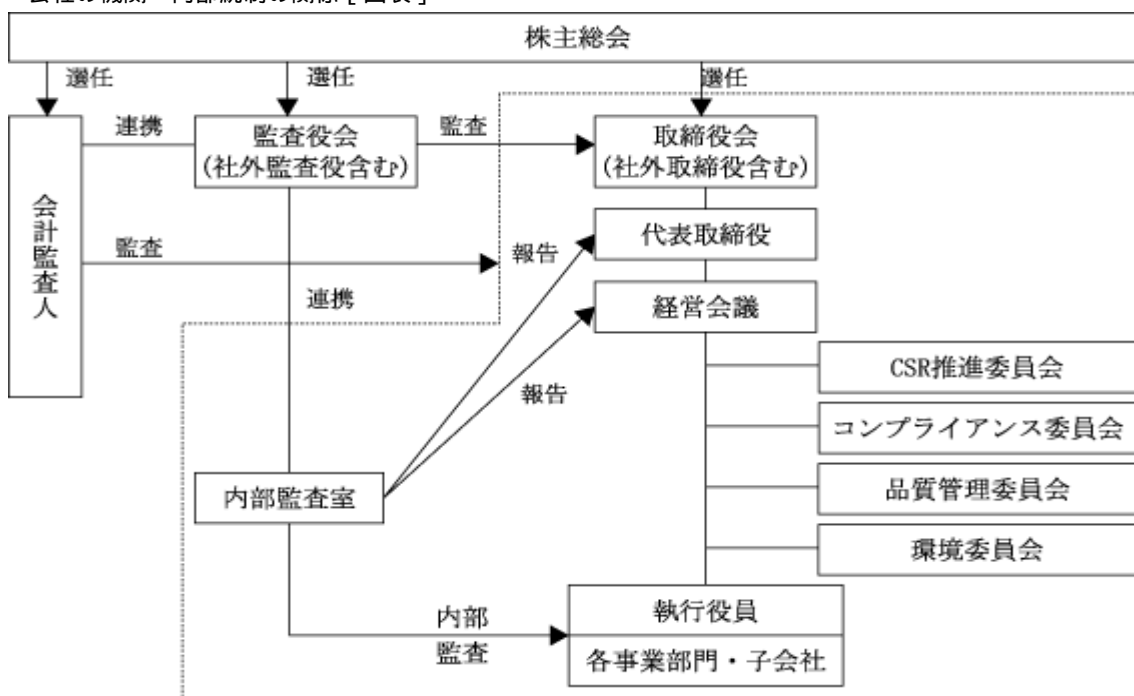 会社の機関・内部統制の関係[図表]
株主総会
選任
選任
選任
会計監査人
連携
監査役会
(社外監査役含む)
監査
取締役会
(社外取締役含む)
監査
報告
代表取締役
連携
経営会議
報告
CSR推進委員会
コンプライアンス委員会
品質管理委員会
環境委員会
内部監査室
内部
監査
執行役員
各事業部門・子会社